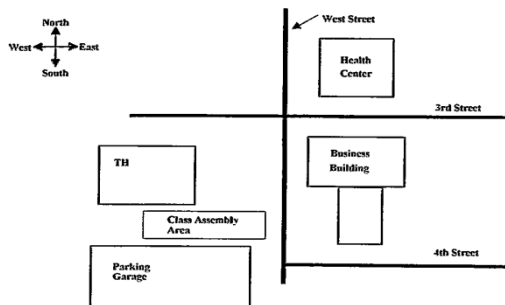 North
West Street
West
East
South
Health
Center
3rd Street
TH
Business
Building
Class Assembly
Area
4th Street
Parking
Garage